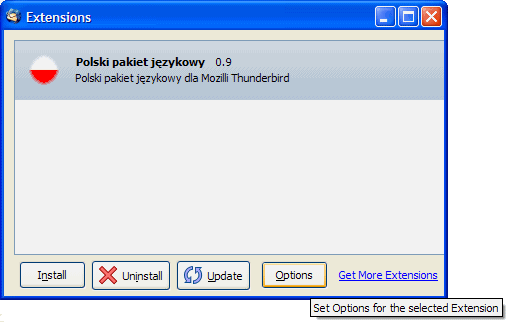 Extensions
Polski pakiet językowy 0.9
Polski pakiet językowy dla Mozilli Thunderbird
Install Uninstall Update Options Get More Extensions
Set Options for the selected Extension